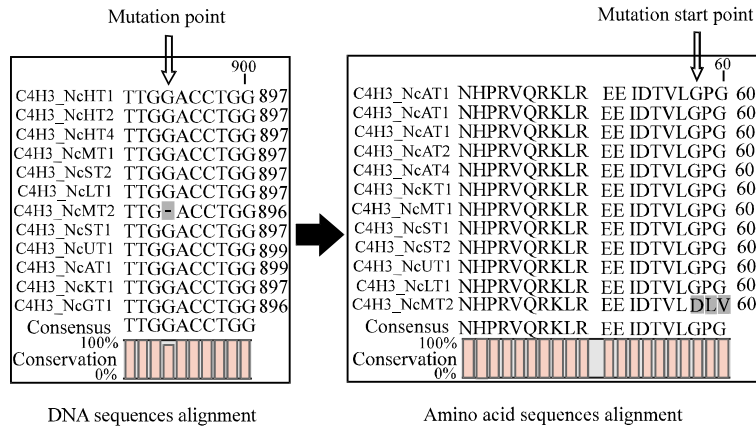 Mutation point
900
C4H3_NcHT1 TTGGACCTGG 897
C4H3_NcHT2 TTGGACCTGG 897
C4H3_NcHT4 TTGGACCTGG 897
C4H3_NcMT1 TTGGACCTGG 897
C4H3_NcST2 TTGGACCTGG 897
C4H3_NcLT1 TTGGACCTGG 897
C4H3_NcMT2 TTG-ACCTGG 896
C4H3_NcST1 TTGGACCTGG 897
C4H3_NcUT1 TTGGACCTGG 899
C4H3_NcAT1 TTGGACCTGG 899
C4H3_NcKT1 TTGGACCTGG 897
C4H3_NcGT1 TTGGACCTGG 896
Consensus TTGGACCTGG
100%
Conservation
0%
DNA sequences alignment
Mutation start point
60
C4H3_NcAT1 NHPRVQRKLR EE IDTVLGPG 60
C4H3_NcAT1 NHPRVQRKLR EE IDTVLGPG 60
C4H3_NcAT1 NHPRVQRKLR EE IDTVLGPG 60
C4H3_NcAT2 NHPRVQRKLR EE IDTVLGPG 60
C4H3_NcAT4 NHPRVQRKLR EE IDTVLGPG 60
C4H3_NcKT1 NHPRVQRKLR EE IDTVLGPG 60
C4H3_NcMT1 NHPRVQRKLR EE IDTVLGPG 60
C4H3_NcST1 NHPRVQRKLR EE IDTVLGPG 60
C4H3_NcST2 NHPRVQRKLR EE IDTVLGPG 60
C4H3_NcUT1 NHPRVQRKLR EE IDTVLGPG 60
C4H3_NcLT1 NHPRVQRKLR EE IDTVLGPG 60
C4H3_NcMT2 NHPRVQRKLR EE IDTVL DLV 60
Consensus NHPRVQRKLR EE IDTVLGPG
100%
Conservation
0%
Amino acid sequences alignment